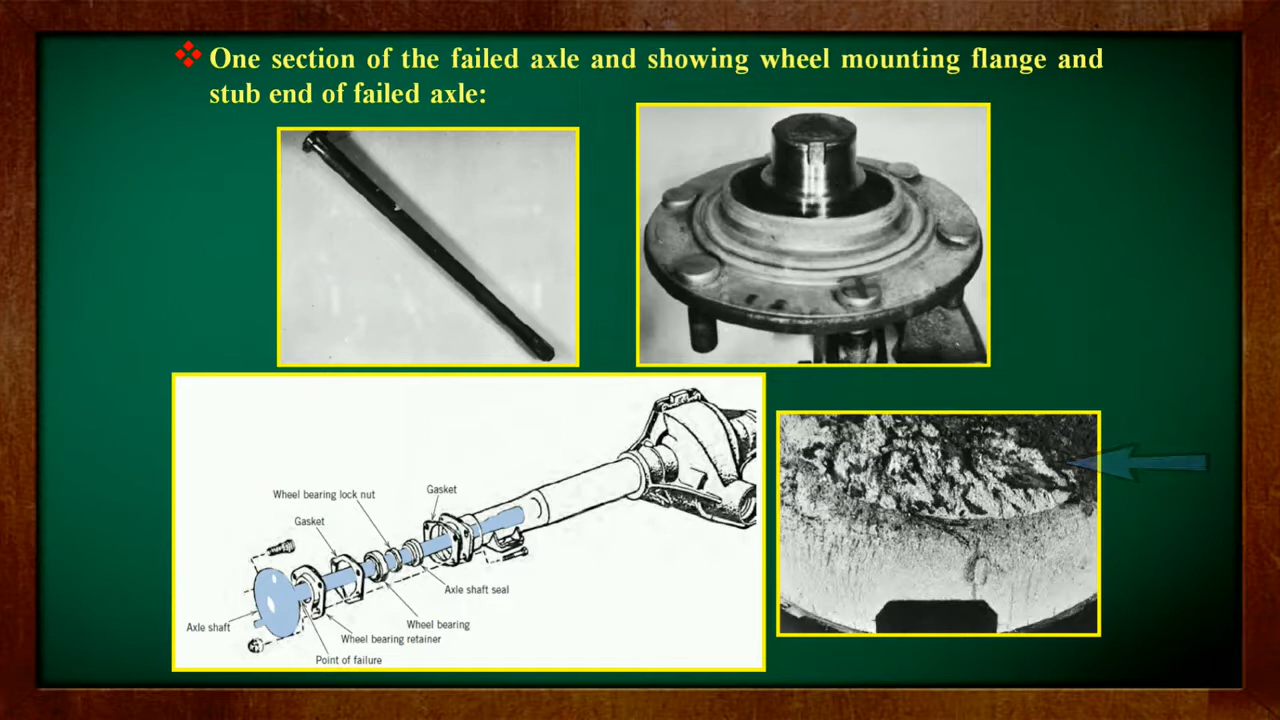 One section of the failed axle and showing wheel mounting flange and
stub end of failed axle:
Wheel bearing lock nut
Gasket
Gasket
Axle shaft seal
Axle shaft
Wheel bearing
Wheel bearing retainer
Point of failure